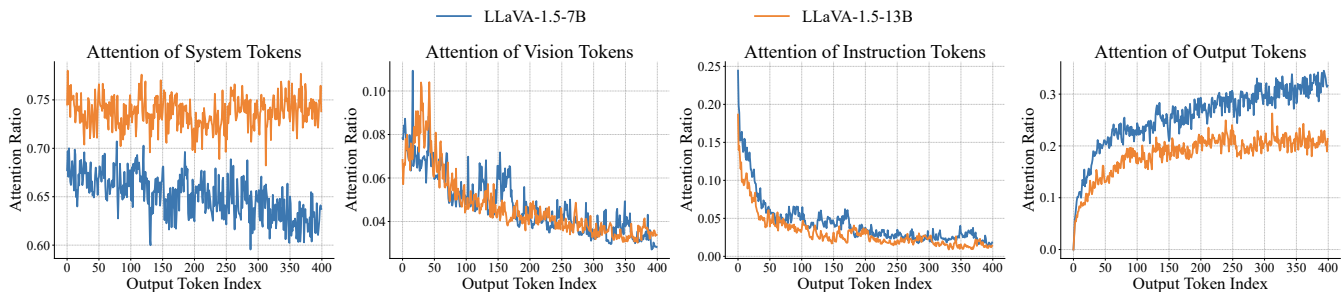 LLaVA-1.5-7B
LLaVA-1.5-13B
Attention of System Tokens
Attention Ratio
0.75
0.70
0.65
0.60
0 50 100 150 200 250 300 350 400
Output Token Index
Attention of Vision Tokens
Attention Ratio
0.10
0.08
0.06
0.04
0 50 100 150 200 250 300 350 400
Output Token Index
Attention of Instruction Tokens
Attention Ratio
0.25
0.20
0.15
0.10
0.05
0.00
0 50 100 150 200 250 300 350 400
Output Token Index
Attention of Output Tokens
Attention Ratio
0.3
0.2
0.1
0.0
0 50 100 150 200 250 300 350 400
Output Token Index